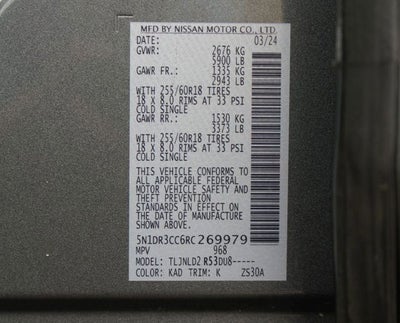 MFD BY NISSAN MOTOR CO., LTD.
DATE: 03/24
GVWR: 2676 KG
5900 LB
GAWR FR.: 1335 KG
2943 LB
WITH 255/60R18 TIRES
18 X 8.0 RIMS AT 33 PSI
COLD SINGLE
GAWR RR.: 1530 KG
3373 LB
WITH 255/60R18 TIRES
18 X 8.0 RIMS AT 33 PSI
COLD SINGLE
THIS VEHICLE CONFORMS TO
ALL APPLICABLE FEDERAL
MOTOR VEHICLE SAFETY AND
THEFT PREVENTION
STANDARDS IN EFFECT ON
THE DATE OF MANUFACTURE
SHOWN ABOVE.
5N1DR3CC6RC269979
MPV 968
MODEL: TLJNLD2 R53DU8-----
COLOR: KAD TRIM: K ZS30A